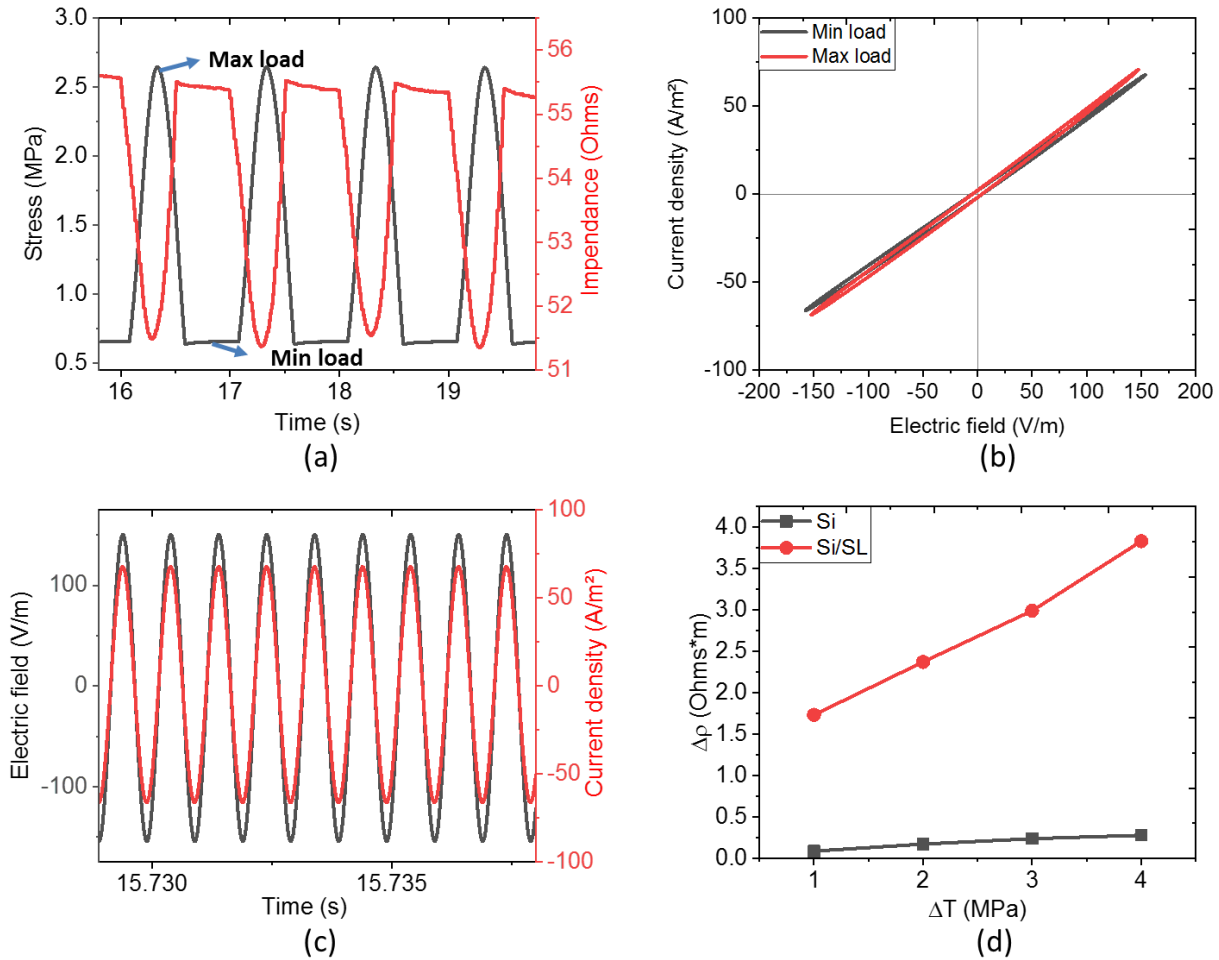 3.0
2.5
2.0
1.5
1.0
0.5
Stress (MPa)
Max load
Min load
56
55
54
53
52
51
Impendance (Ohms)
16 17 18 19
Time (s)
(a)
Min load
Max load
100
50
0
-50
-100
Current density (A/m²)
-200 -150 -100 -50 0 50 100 150 200
Electric field (V/m)
(b)
100
0
-100
Electric field (V/m)
100
50
0
-50
-100
Current density (A/m²)
15.730 15.735
Time (s)
(c)
Si
Si/SL
4.0
3.5
3.0
2.5
2.0
1.5
1.0
0.5
0.0
Δρ (Ohms*m)
1 2 3 4
ΔT (MPa)
(d)